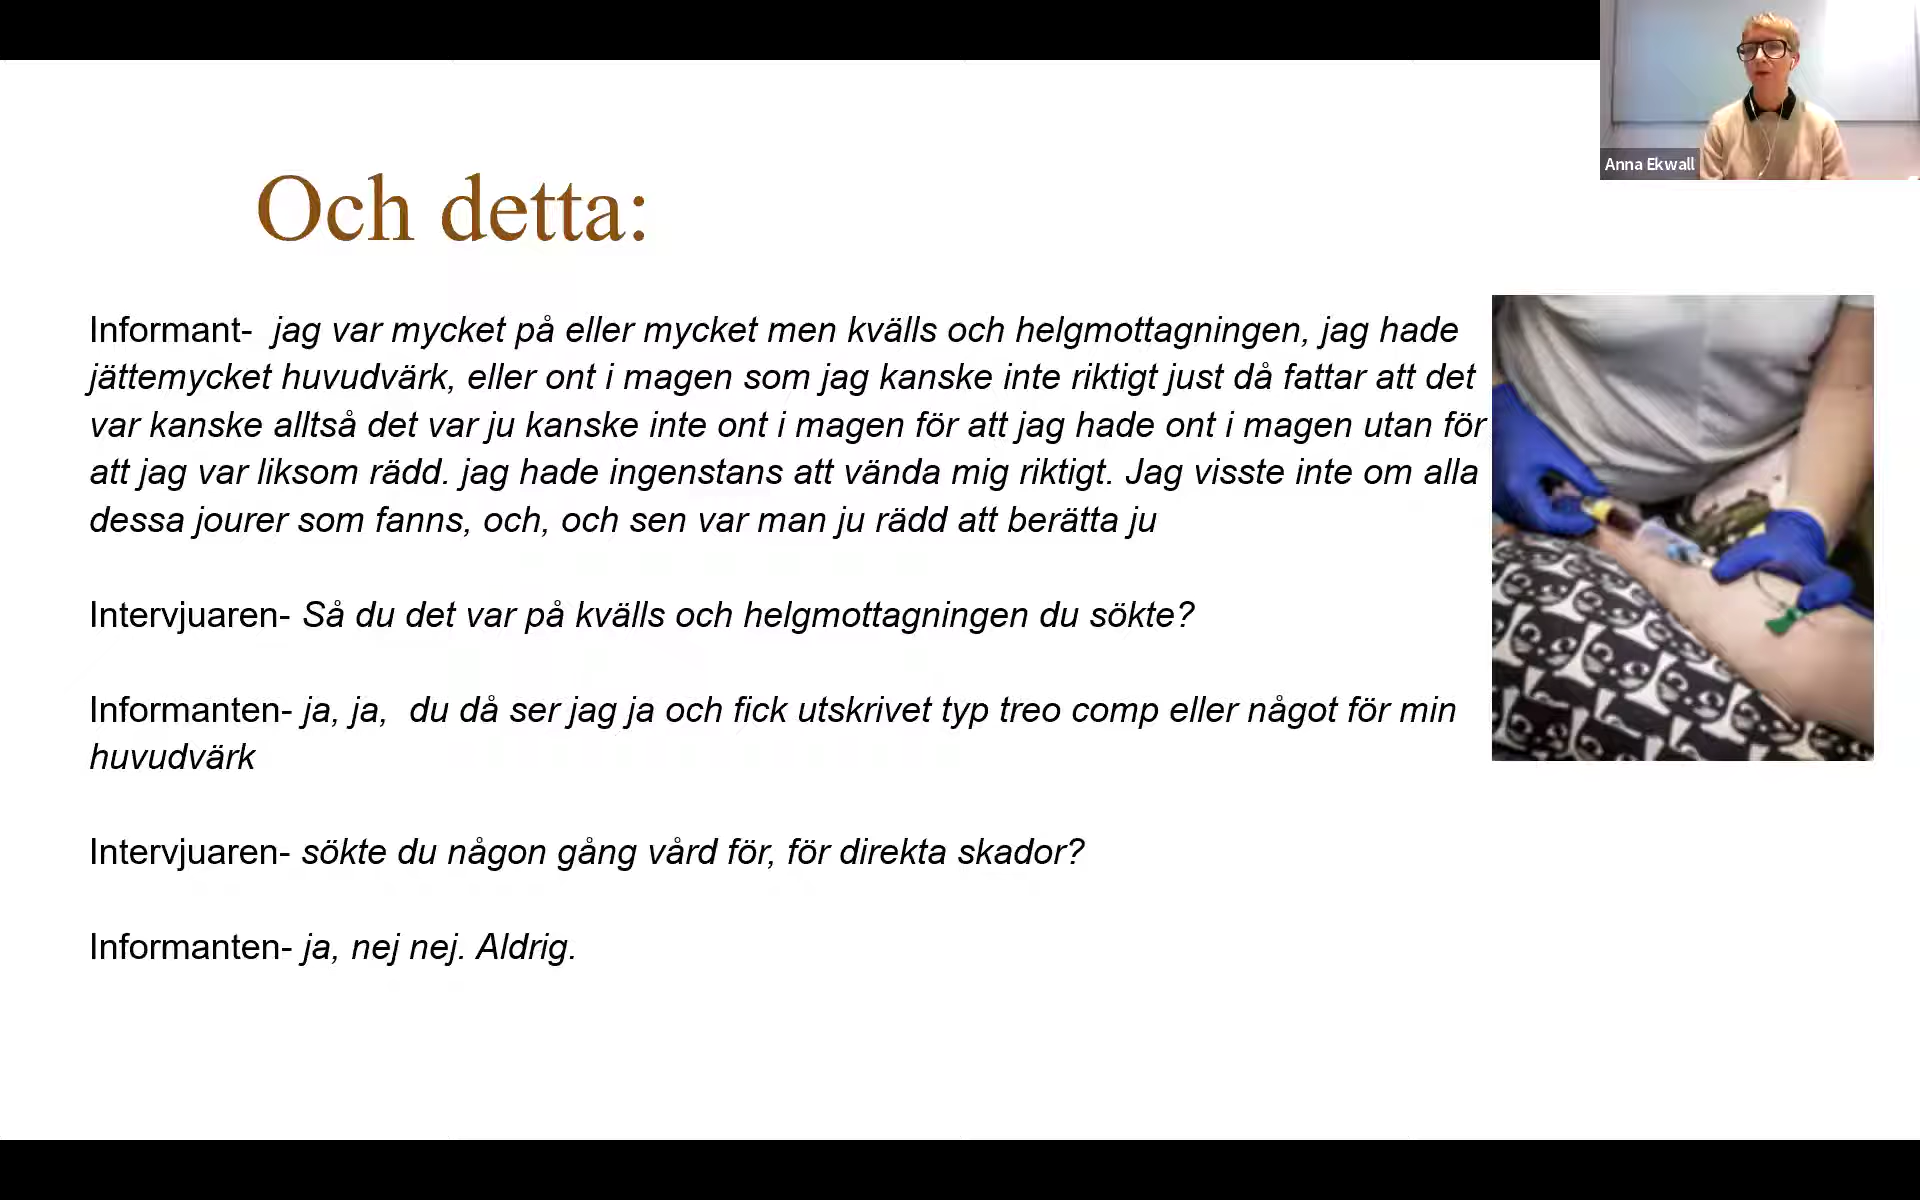 Anna Ekwall
Och detta:
Informant- jag var mycket på eller mycket men kvälls och helgmottagningen, jag hade
jättemycket huvudvärk, eller ont i magen som jag kanske inte riktigt just då fattar att det
var kanske alltså det var ju kanske inte ont i magen för att jag hade ont i magen utan för
att jag var liksom rädd. jag hade ingenstans att vända mig riktigt. Jag visste inte om alla
dessa jourer som fanns, och, och sen var man ju rädd att berätta ju
Intervjuaren- Så du det var på kvälls och helgmottagningen du sökte?
Informanten- ja, ja, du då ser jag ja och fick utskrivet typ treo comp eller något för min
huvudvärk
Intervjuaren- sökte du någon gång vård för, för direkta skador?
Informanten- ja, nej nej. Aldrig.